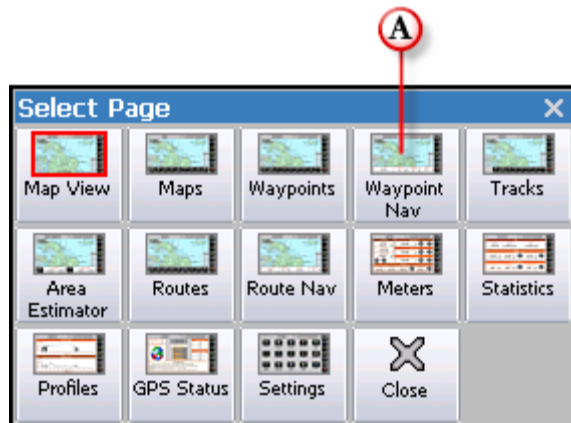 A
Select Page
Map View
Maps
Waypoints
Waypoint
Nav
Tracks
Area
Estimator
Routes
Route Nav
Meters
Statistics
Profiles
GPS Status
Settings
Close